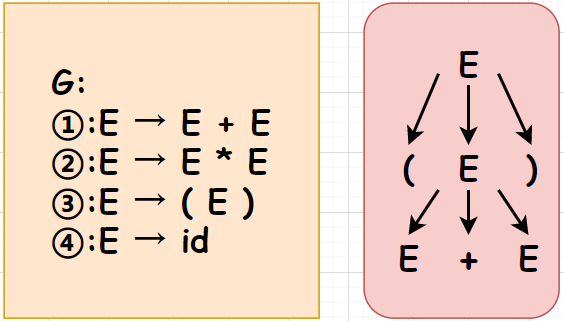 G:
①:E → E + E
②:E → E * E
③:E → ( E )
④:E → id
E
( E )
E + E